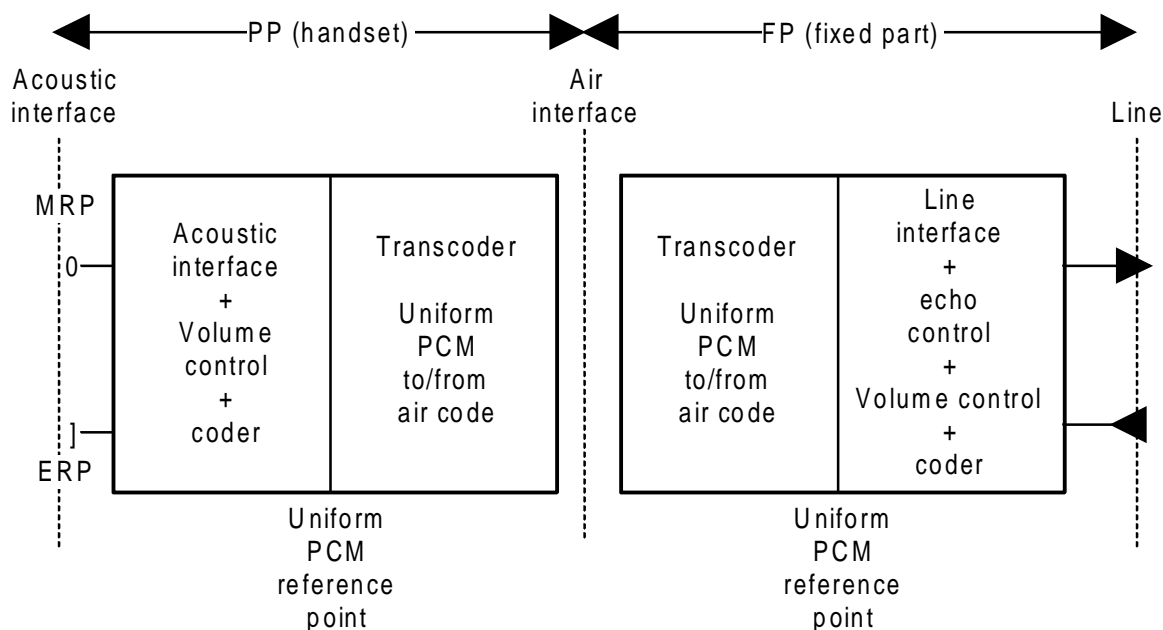 PP (handset)
FP (fixed part)
Acoustic
interface
Air
interface
Line
MRP
0
]
ERP
Acoustic
interface
+
Volume
control
+
coder
Transcoder
Uniform
PCM
to/from
air code
Transcoder
Uniform
PCM
to/from
air code
Line
interface
+
echo
control
+
Volume control
+
coder
Uniform
PCM
reference
point
Uniform
PCM
reference
point